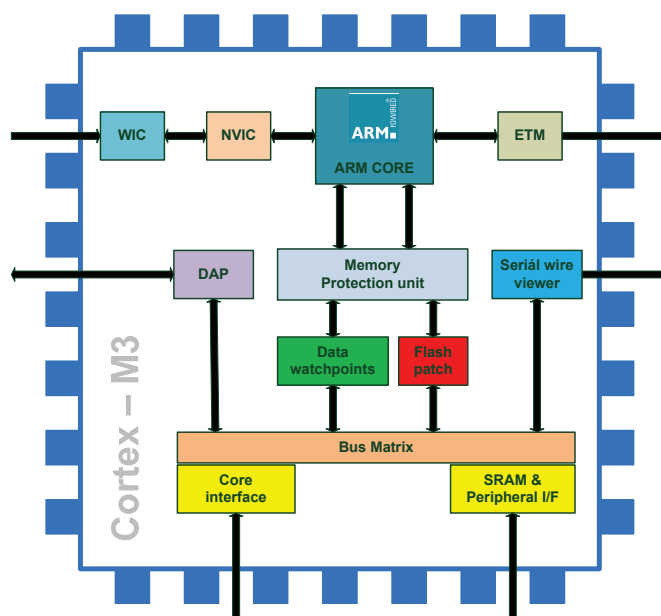 WIC
NVIC
POWERED®
ARM
ARM CORE
ETM
DAP
Memory
Protection unit
Seriál wire
viewer
Data
watchpoints
Flash
patch
Cortex – M3
Bus Matrix
Core
interface
SRAM &
Peripheral I/F